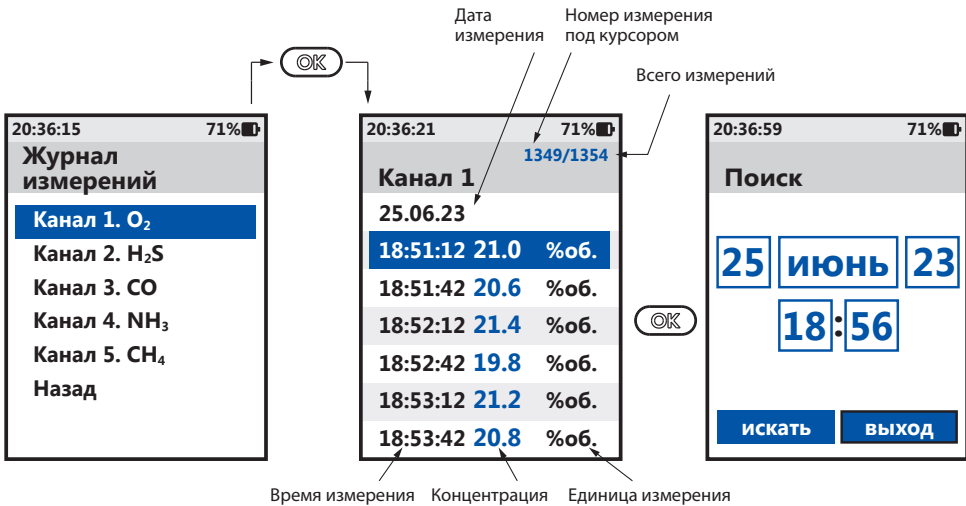 Дата
измерения
Номер измерения
под курсором
Всего измерений
OK
20:36:15 71%
Журнал
измерений
Канал 1. O₂
Канал 2. H₂S
Канал 3. CO
Канал 4. NH₃
Канал 5. CH₄
Назад
20:36:21 71%
1349/1354
Канал 1
25.06.23
18:51:12 21.0 %об.
18:51:42 20.6 %об.
18:52:12 21.4 %об.
18:52:42 19.8 %об.
18:53:12 21.2 %об.
18:53:42 20.8 %об.
Время измерения Концентрация Единица измерения
OK
20:36:59 71%
Поиск
25 июнь 23
18:56
искать выход